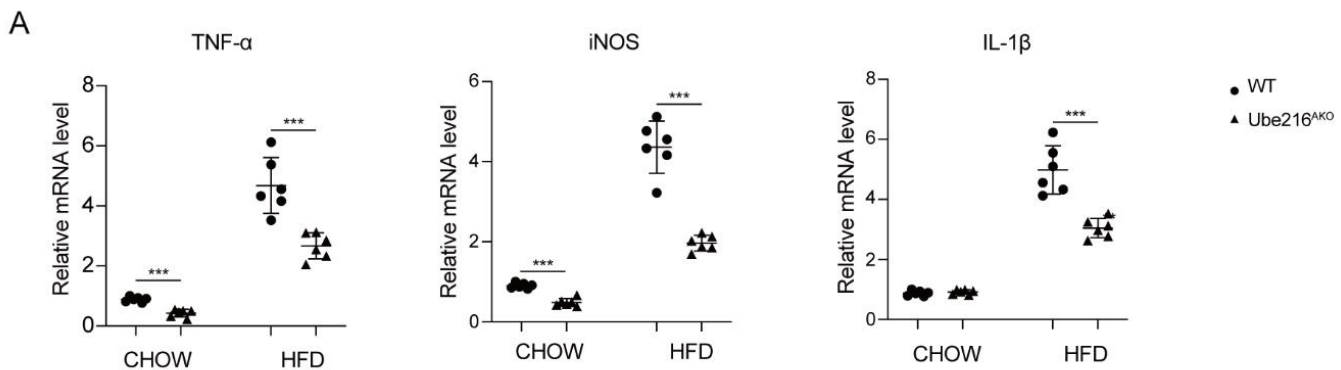 A
TNF-α
Relative mRNA level
8
6
4
2
0
***
***
CHOW HFD
iNOS
Relative mRNA level
6
4
2
0
***
***
CHOW HFD
IL-1β
Relative mRNA level
8
6
4
2
0
***
CHOW HFD
WT
Ube216ᴬᴷᴼ